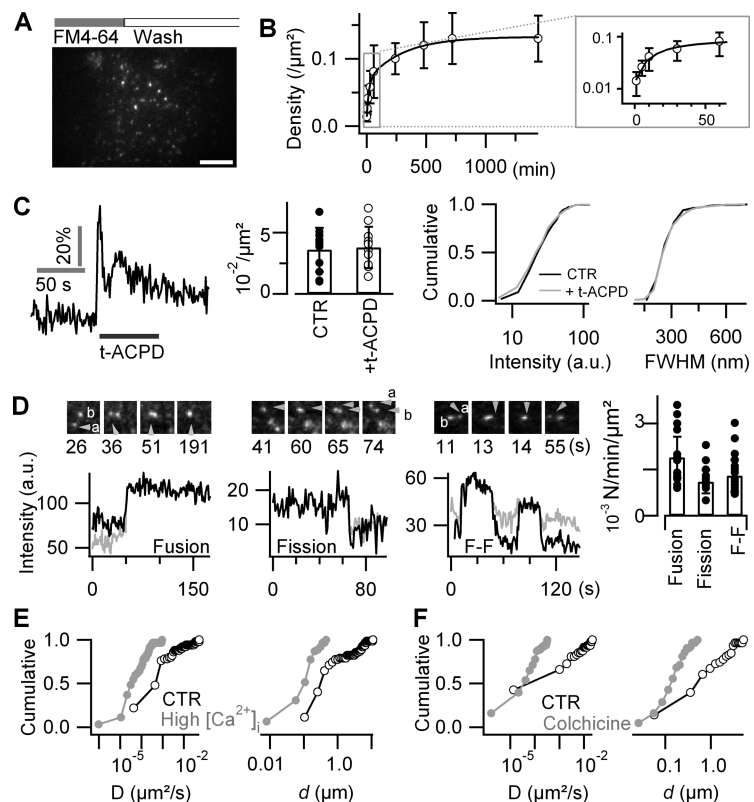 A
FM4-64 Wash
B
Density (/µm²)
0.1
0.0
0 500 1000 (min)
0.1
0.01
0 50
C
20%
50 s
t-ACPD
10⁻²/µm²
5
0
CTR
+t-ACPD
Cumulative
1.0
0.5
0.0
CTR
+ t-ACPD
10 100
Intensity (a.u.)
300 600
FWHM (nm)
D
b
a
26 36 51 191
a
b
41 60 65 74
a
b
11 13 14 55 (s)
Intensity (a.u.)
100
50
Fusion
0 150
20
10
Fission
0 80
60
30
F-F
0 120 (s)
10⁻³ N/min/µm²
3
0
Fusion
Fission
F-F
E
Cumulative
1.0
0.5
0.0
CTR
High [Ca²⁺]i
10⁻⁵ 10⁻²
D (µm²/s)
0.01 1.0
d (µm)
F
Cumulative
1.0
0.5
0.0
CTR
Colchicine
10⁻⁵ 10⁻²
D (µm²/s)
0.1 1.0
d (µm)